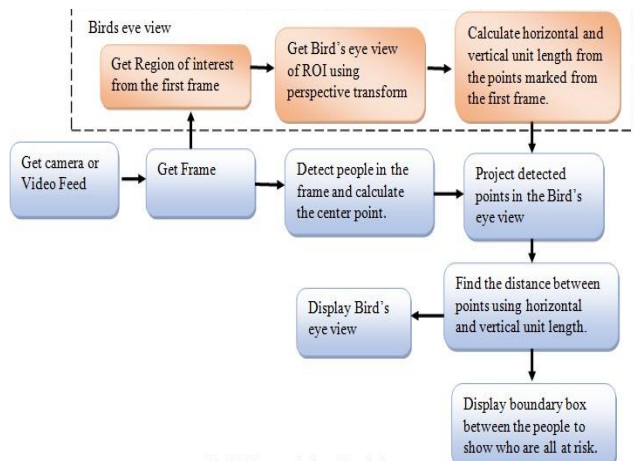 Birds eye view
Get Region of interest
from the first frame
Get Bird's eye view
of ROI using
perspective transform
Calculate horizontal and
vertical unit length from
the points marked from
the first frame.
Get camera or
Video Feed
Get Frame
Detect people in the
frame and calculate
the center point.
Project detected
points in the Bird's
eye view
Find the distance between
points using horizontal
and vertical unit length.
Display Bird's
eye view
Display boundary box
between the people to
show who are all at risk.